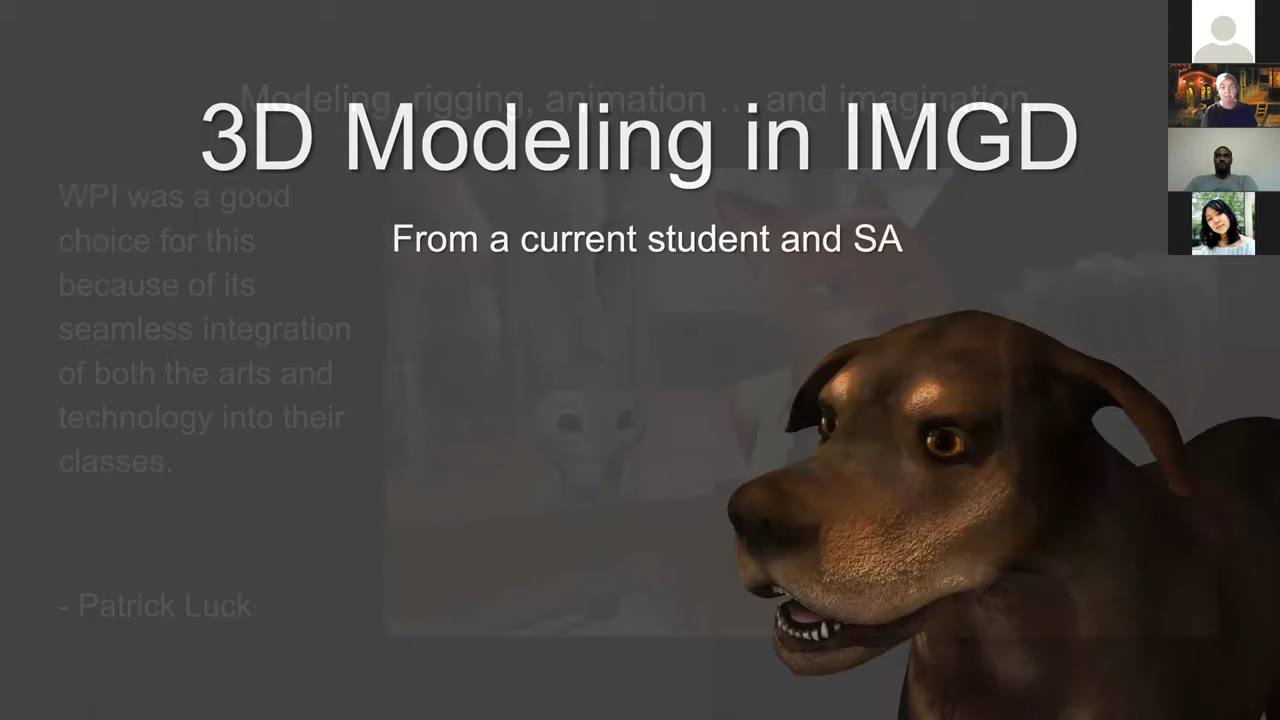 Modeling, rigging, animation ... and imagination
3D Modeling in IMGD
From a current student and SA
WPI was a good
choice for this
because of its
seamless integration
of both the arts and
technology into their
classes.
- Patrick Luck